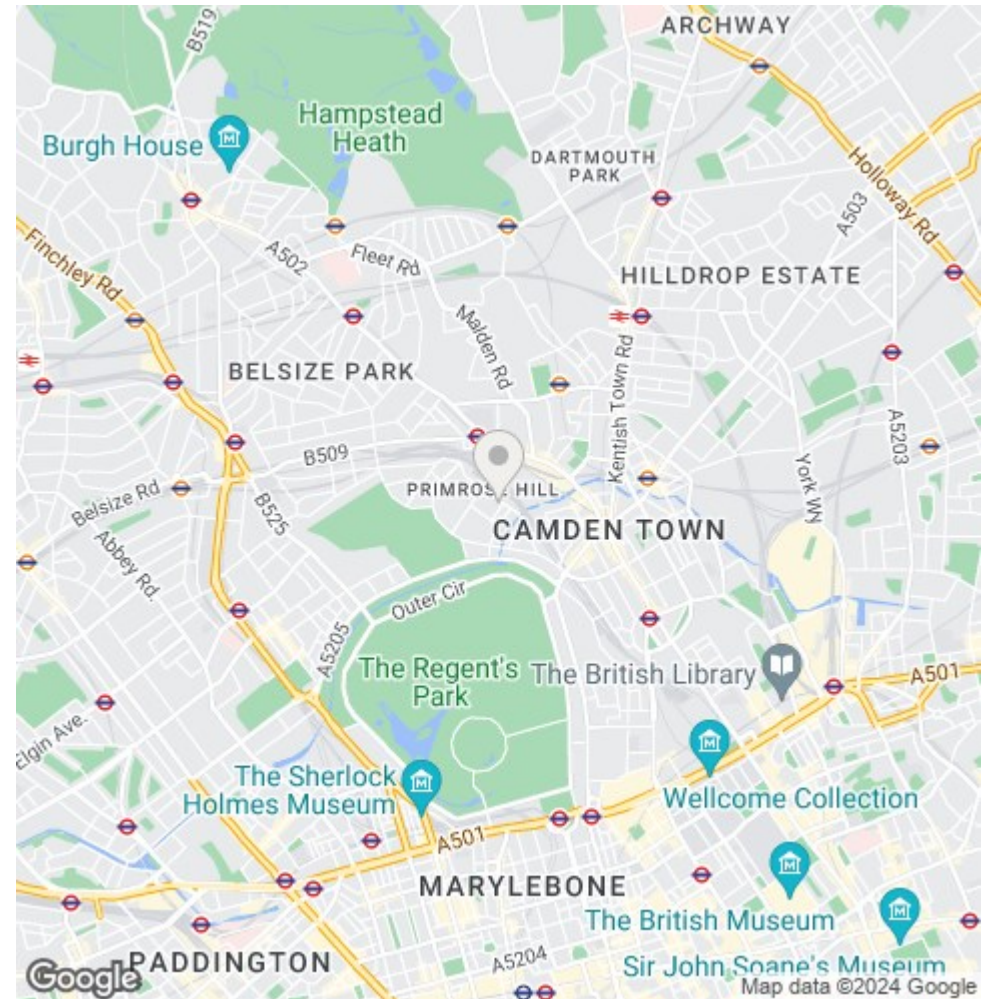 ARCHWAY
B519
Hampstead
Heath
Burgh House
DARTMOUTH
PARK
Holloway Rd
A503
A502
Fleet Rd
Finchley Rd
HILLDROP ESTATE
Malden Rd
Kentish Town Rd
BELSIZE PARK
A5203
B509
York Wy
Belsize Rd
B525
PRIMROSE HILL
CAMDEN TOWN
Abbey Rd.
Outer Cir
A5205
The Regent's
Park
The British Library
A501
Elgin Ave.
The Sherlock
Holmes Museum
Wellcome Collection
A501
MARYLEBONE
The British Museum
PADDINGTON
A5204
Sir John Soane's Museum
Google
Map data ©2024 Google